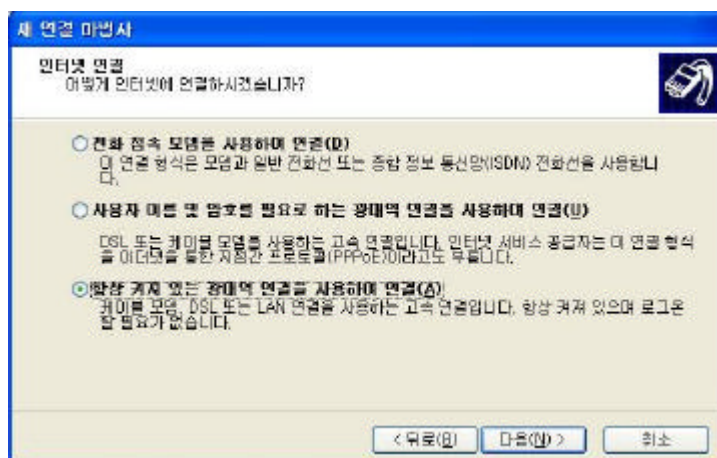 새 연결 마법사
인터넷 연결
어떻게 인터넷에 연결하시겠습니까?
전화 접속 모뎀을 사용하여 연결(D)
이 연결 형식은 모뎀과 일반 전화선 또는 종합 정보 통신망(ISDN) 전화선을 사용합니
다.
사용자 이름 및 암호를 필요로 하는 광대역 연결을 사용하여 연결(U)
DSL 또는 케이블 모뎀을 사용하는 고속 연결입니다. 인터넷 서비스 공급자는 이 연결 형식
을 이더넷을 통한 지점간 프로토콜(PPPoE)이라고도 부릅니다.
항상 켜져 있는 광대역 연결을 사용하여 연결(A)
케이블 모뎀, DSL 또는 LAN 연결을 사용하는 고속 연결입니다. 항상 켜져 있으며 로그온
할 필요가 없습니다.
< 뒤로(B)
다음(N) >
취소